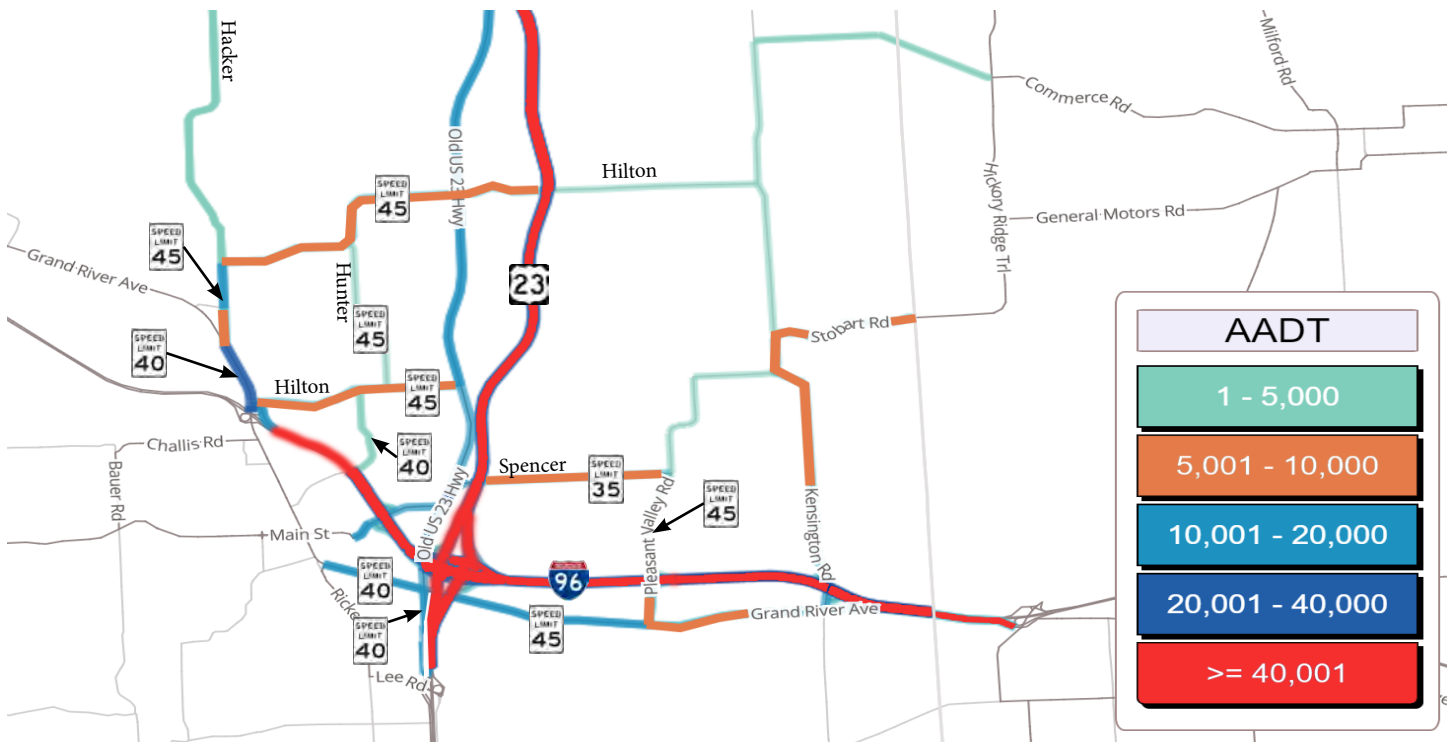 Hacker
Milford Rd
Commerce Rd
Old US 23 Hwy
Hilton
SPEED
LIMIT
45
Hickory Ridge Trl
General Motors Rd
SPEED
LIMIT
45
Grand River Ave
Hunter
23
SPEED
LIMIT
45
Stobart Rd
AADT
SPEED
LIMIT
40
Hilton
SPEED
LIMIT
45
1 - 5,000
Challis Rd
SPEED
LIMIT
40
Spencer
SPEED
LIMIT
35
5,001 - 10,000
Bauer Rd
Old US 23 Hwy
Pleasant Valley Rd
SPEED
LIMIT
45
Kensington Rd
Main St
10,001 - 20,000
SPEED
LIMIT
40
96
Ricke
Grand River Ave
20,001 - 40,000
SPEED
LIMIT
40
SPEED
LIMIT
45
Lee Rd
>= 40,001